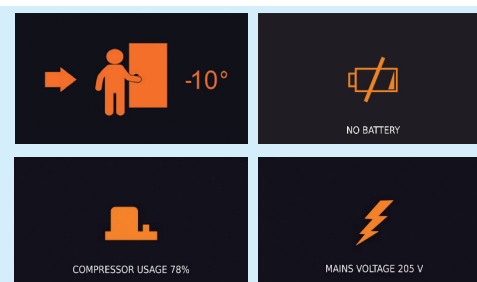 -10°
NO BATTERY
COMPRESSOR USAGE 78%
MAINS VOLTAGE 205 V